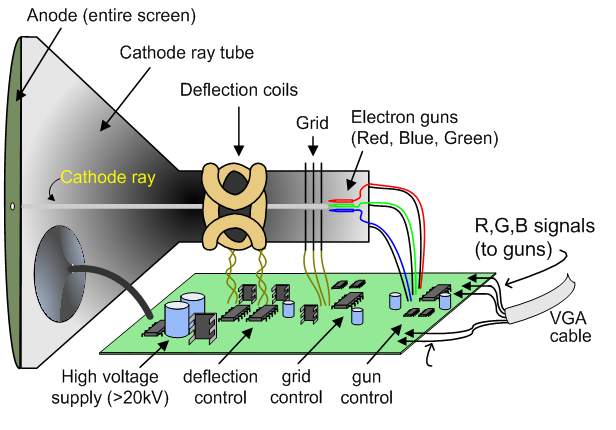 Anode (entire screen)
Cathode ray tube
Deflection coils
Grid
Electron guns
(Red, Blue, Green)
Cathode ray
R,G,B signals
(to guns)
VGA
cable
High voltage
supply (>20kV)
deflection
control
grid
control
gun
control